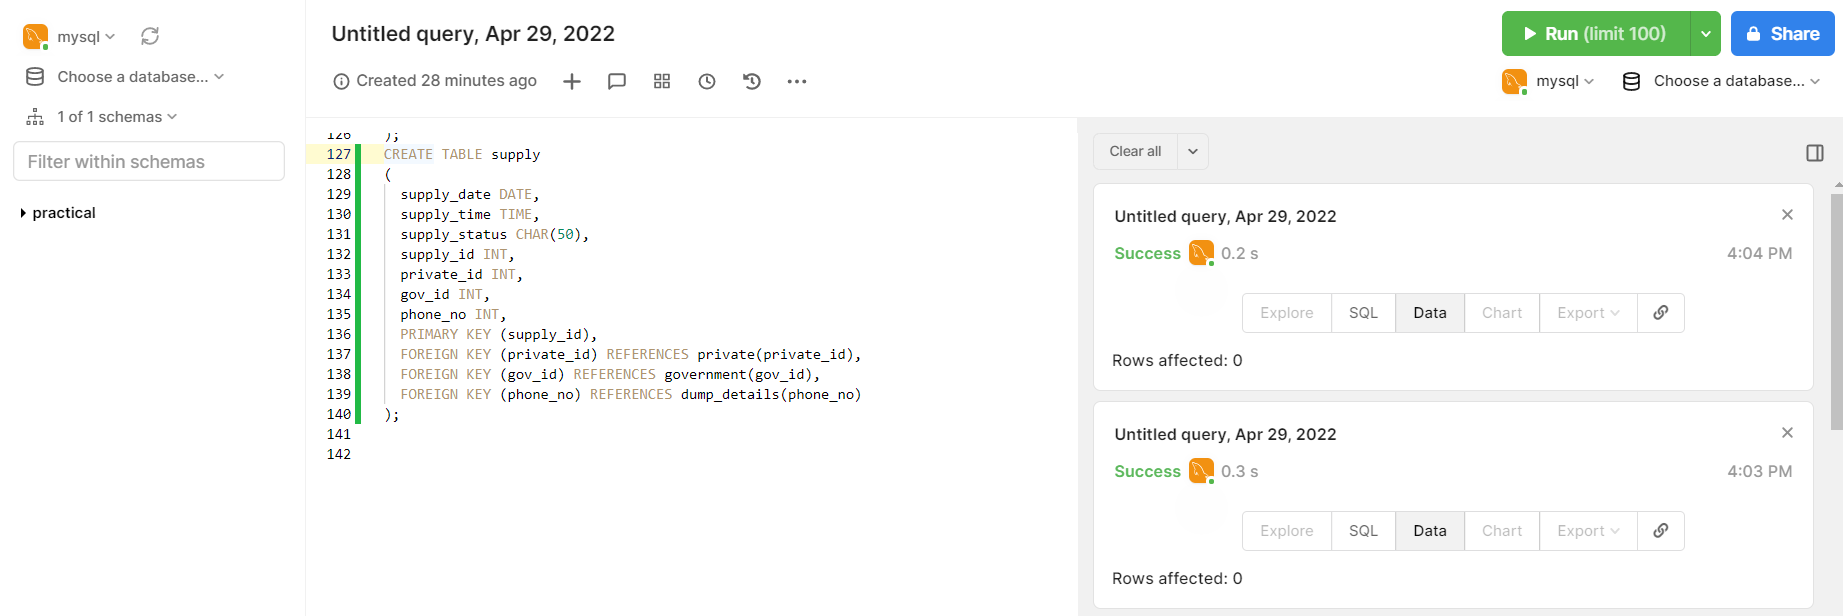 mysql
Choose a database...
1 of 1 schemas
Filter within schemas
practical
Untitled query, Apr 29, 2022
Created 28 minutes ago
Run (limit 100)
Share
mysql
Choose a database...
126 );
127 CREATE TABLE supply
128 (
129 supply_date DATE,
130 supply_time TIME,
131 supply_status CHAR(50),
132 supply_id INT,
133 private_id INT,
134 gov_id INT,
135 phone_no INT,
136 PRIMARY KEY (supply_id),
137 FOREIGN KEY (private_id) REFERENCES private(private_id),
138 FOREIGN KEY (gov_id) REFERENCES government(gov_id),
139 FOREIGN KEY (phone_no) REFERENCES dump_details(phone_no)
140 );
141
142
Clear all
Untitled query, Apr 29, 2022
Success 0.2 s 4:04 PM
Explore SQL Data Chart Export
Rows affected: 0
Untitled query, Apr 29, 2022
Success 0.3 s 4:03 PM
Explore SQL Data Chart Export
Rows affected: 0